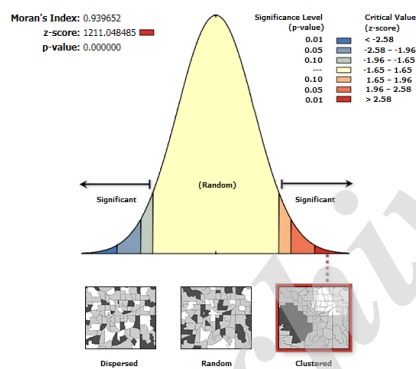 Moran's Index: 0.939652
z-score: 1211.048485
p-value: 0.000000
Significance Level
(p-value)
Critical Value
(z-score)
0.01 < -2.58
0.05 -2.58 – -1.96
0.10 -1.96 – -1.65
--- -1.65 – 1.65
0.10 1.65 – 1.96
0.05 1.96 – 2.58
0.01 > 2.58
(Random)
Significant Significant
Dispersed Random Clustered